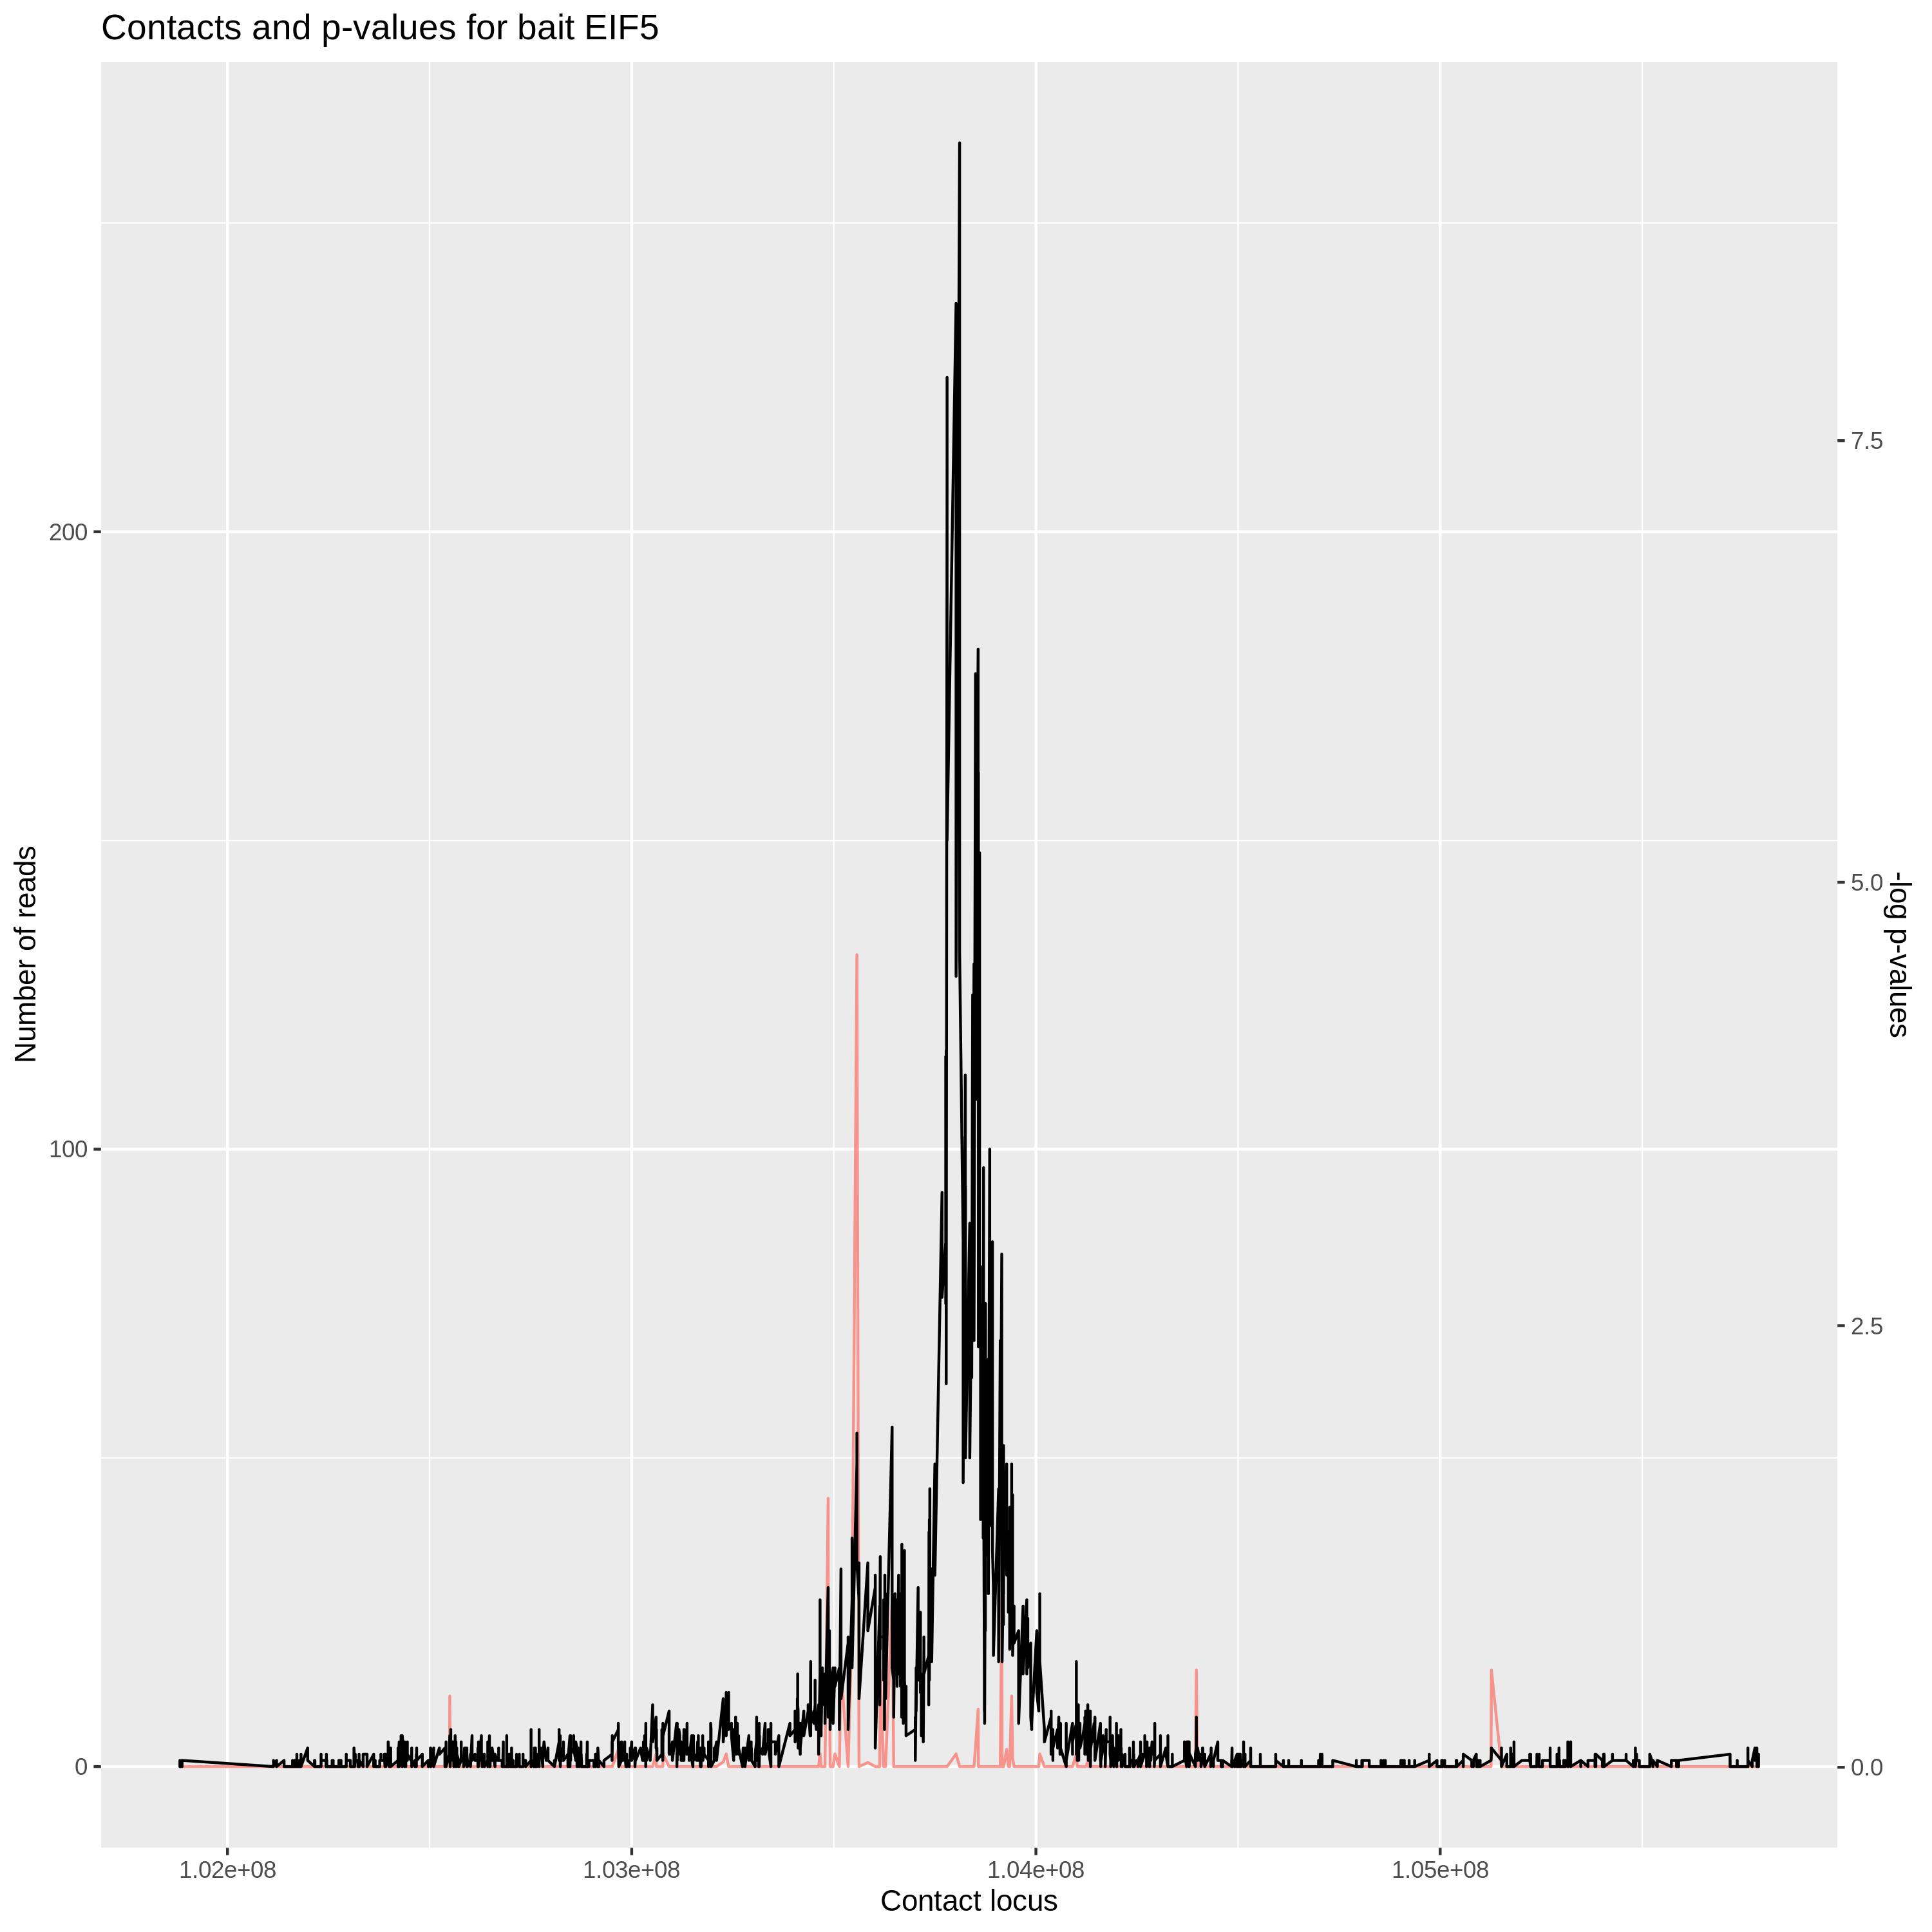 Contacts and p-values for bait EIF5
Number of reads
200
100
0
7.5
5.0
2.5
0.0
-log p-values
1.02e+08
1.03e+08
1.04e+08
1.05e+08
Contact locus